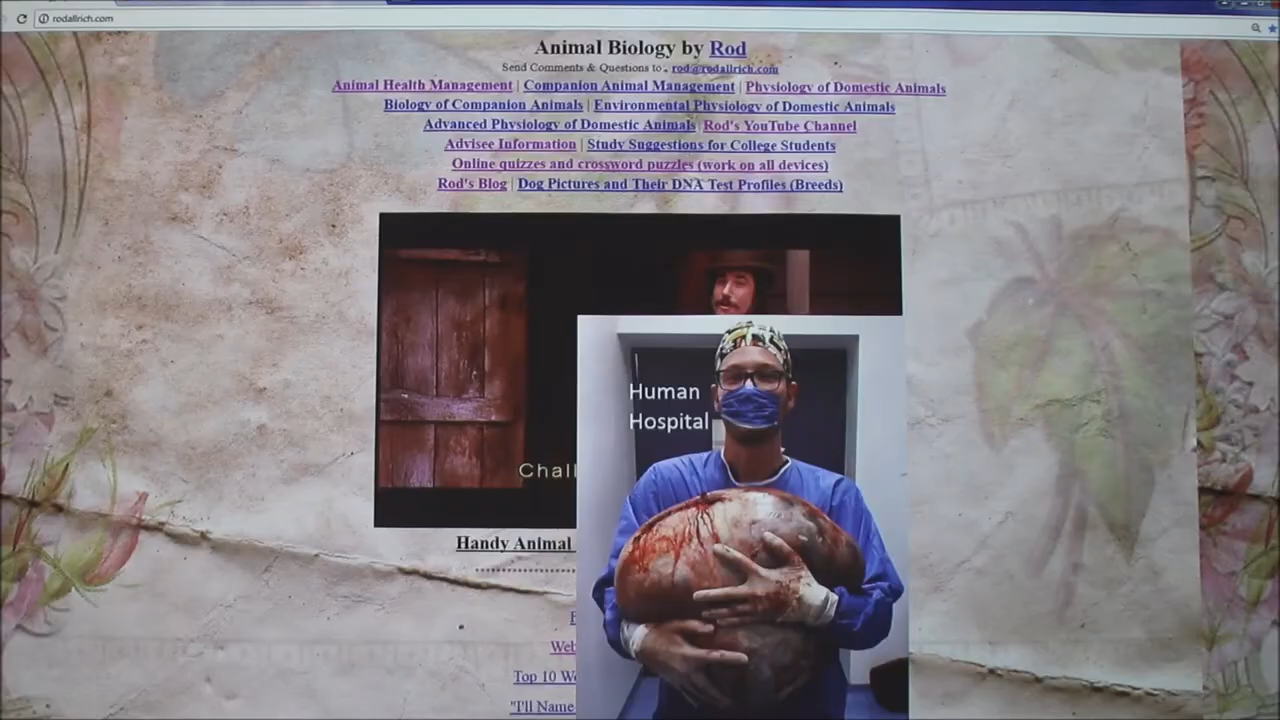 rodallrich.com
Animal Biology by Rod
Send Comments & Questions to.. rod@rodallrich.com
Animal Health Management | Companion Animal Management | Physiology of Domestic Animals
Biology of Companion Animals | Environmental Physiology of Domestic Animals
Advanced Physiology of Domestic Animals Rod's YouTube Channel
Advisee Information | Study Suggestions for College Students
Online quizzes and crossword puzzles (work on all devices)
Rod's Blog | Dog Pictures and Their DNA Test Profiles (Breeds)
Human
Hospital
Chall
Handy Animal
Web
Top 10 We
"I'll Name